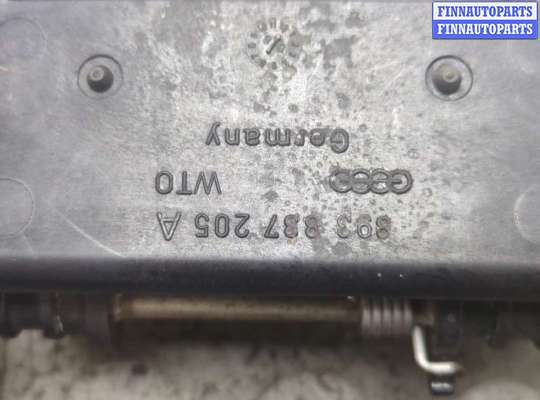 FINNAUTOPARTS
FINNAUTOPARTS
893 837 205 A
WTO
Germany